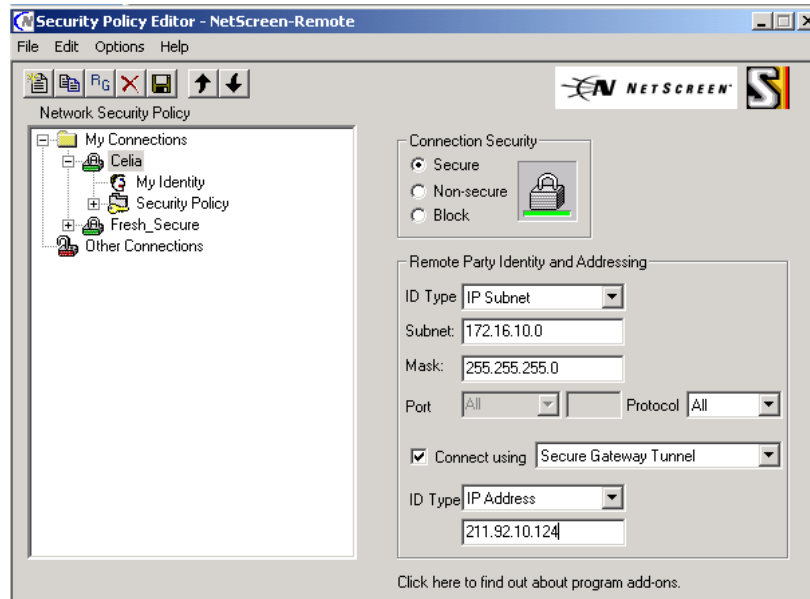 Security Policy Editor - NetScreen-Remote
File Edit Options Help
RG
N NETSCREEN
S
Network Security Policy
My Connections
Celia
My Identity
Security Policy
Fresh_Secure
Other Connections
Connection Security
Secure
Non-secure
Block
Remote Party Identity and Addressing
ID Type IP Subnet
Subnet: 172.16.10.0
Mask: 255.255.255.0
Port All Protocol All
Connect using Secure Gateway Tunnel
ID Type IP Address
211.92.10.124
Click here to find out about program add-ons.